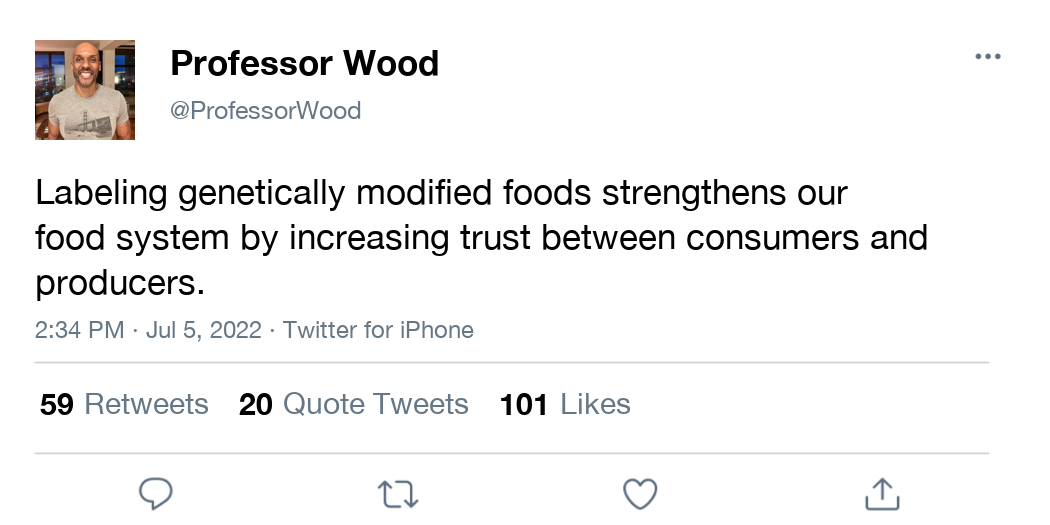 Professor Wood
@ProfessorWood
Labeling genetically modified foods strengthens our
food system by increasing trust between consumers and
producers.
2:34 PM · Jul 5, 2022 · Twitter for iPhone
59 Retweets 20 Quote Tweets 101 Likes